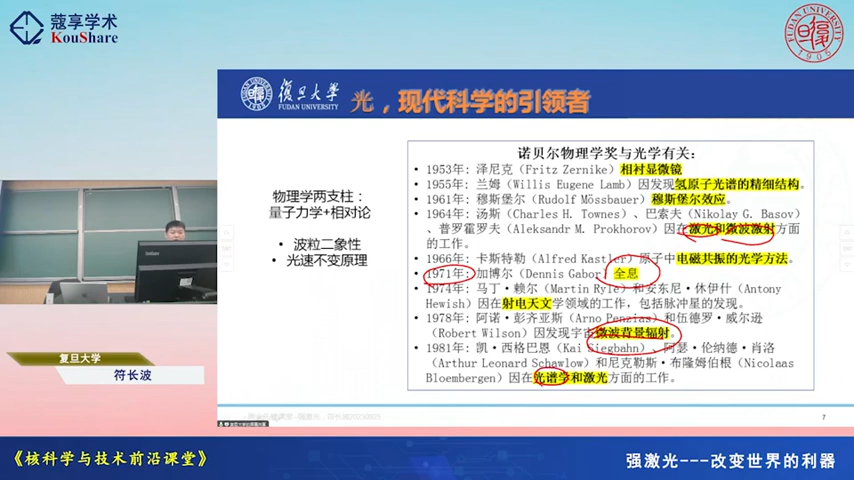 蔻享学术
KouShare
FUDAN UNIVERSITY
1905
復旦大学
FUDAN UNIVERSITY
光，现代科学的引领者
物理学两支柱：
量子力学+相对论
• 波粒二象性
• 光速不变原理
诺贝尔物理学奖与光学有关：
• 1953年：泽尼克（Fritz Zernike）相衬显微镜
• 1955年：兰姆（Willis Eugene Lamb）因发现氢原子光谱的精细结构。
• 1961年：穆斯堡尔（Rudolf Mössbauer）穆斯堡尔效应。
• 1964年：汤斯（Charles H. Townes）、巴索夫（Nikolay G. Basov）
、普罗霍罗夫（Aleksandr M. Prokhorov）因在激光和微波激射方面
的工作。
• 1966年：卡斯特勒（Alfred Kastler）原子中电磁共振的光学方法。
• 1971年：加博尔（Dennis Gabor）全息
• 1974年：马丁·赖尔（Martin Ryle）和安东尼·休伊什（Antony
Hewish）因在射电天文学领域的工作，包括脉冲星的发现。
• 1978年：阿诺·彭齐亚斯（Arno Penzias）和伍德罗·威尔逊
（Robert Wilson）因发现宇宙微波背景辐射。
• 1981年：凯·西格巴恩（Kai Siegbahn）、阿瑟·伦纳德·肖洛
（Arthur Leonard Schawlow）和尼克勒斯·布隆姆伯根（Nicolaas
Bloembergen）因在光谱学和激光方面的工作。
7
复旦大学
符长波
《核科学与技术前沿课堂》
强激光---改变世界的利器